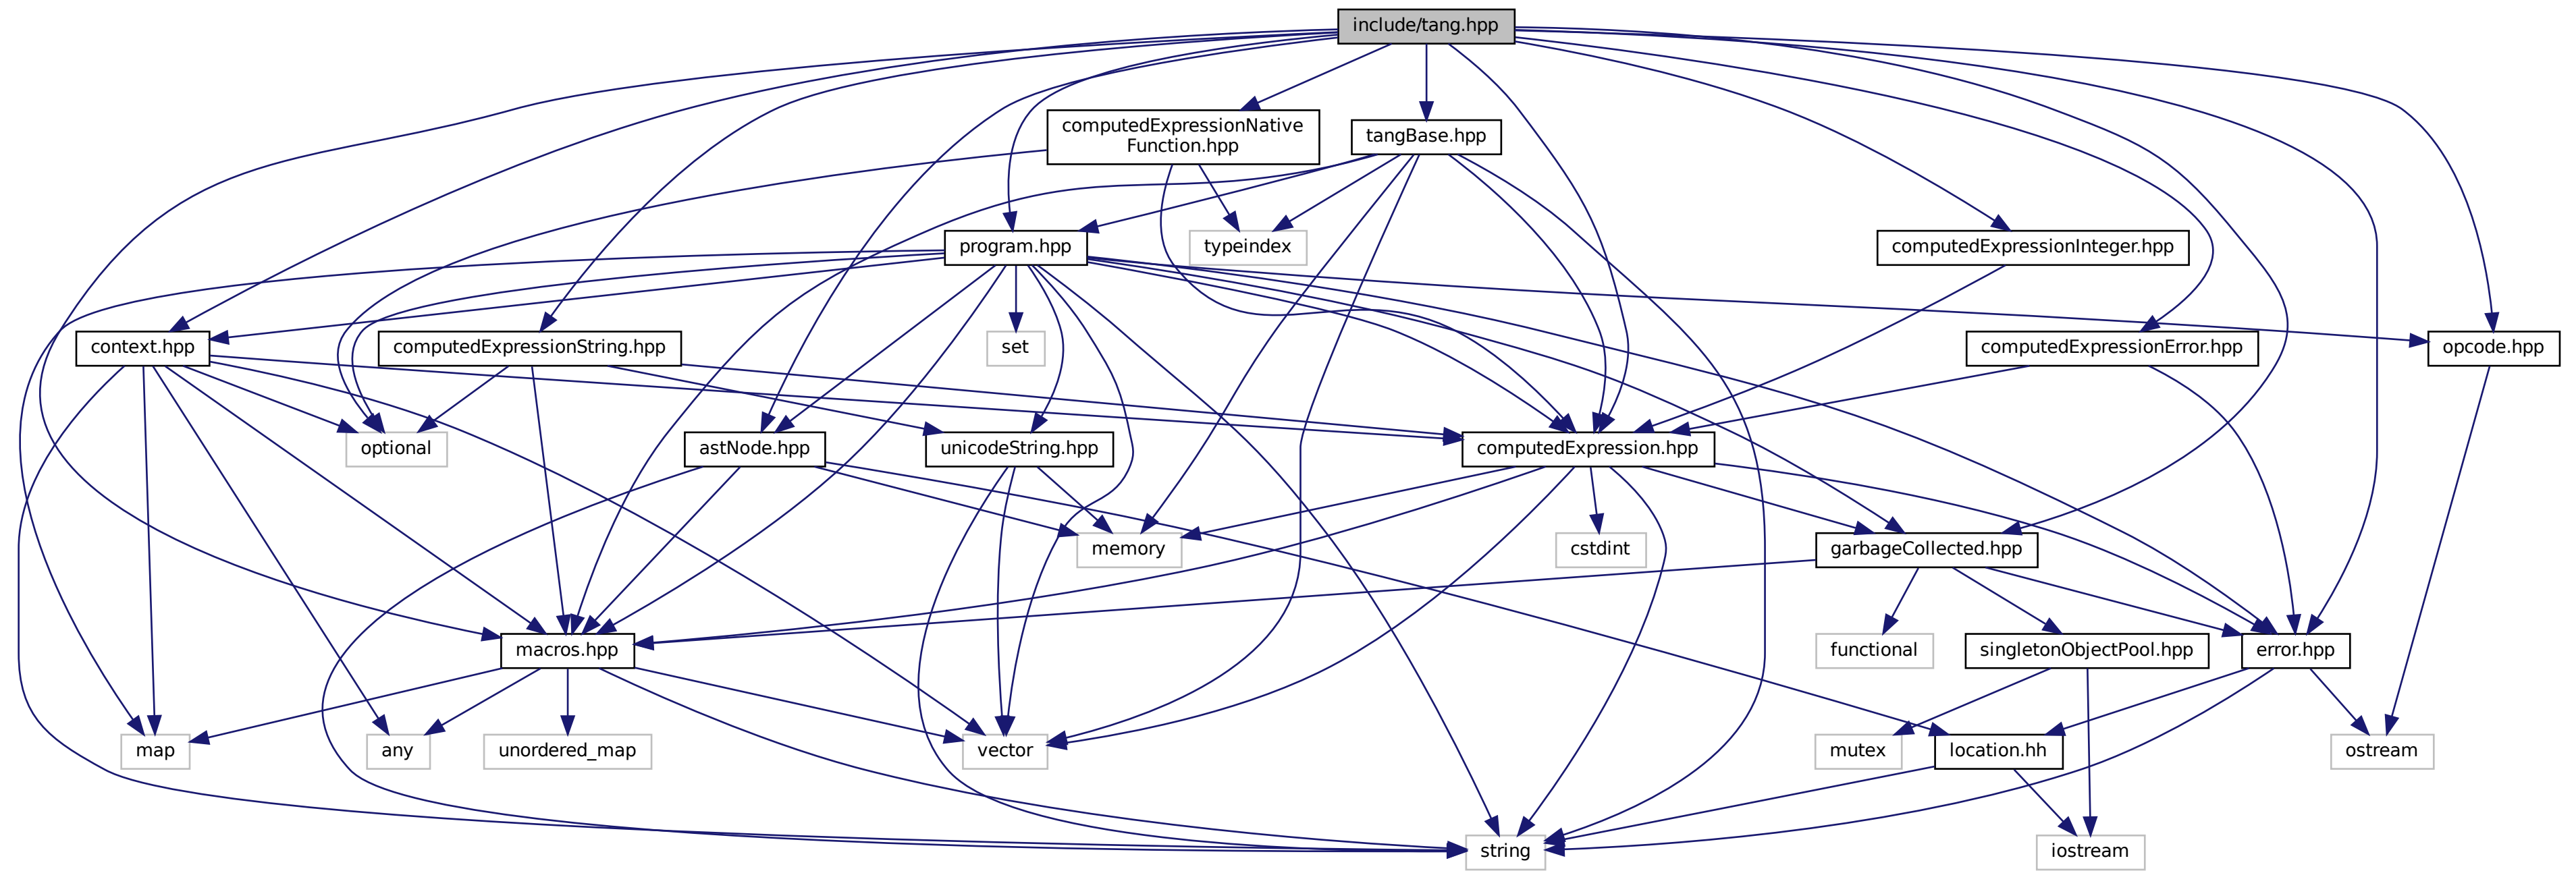 include/tang.hpp
computedExpressionNative
Function.hpp
tangBase.hpp
program.hpp
typeindex
computedExpressionInteger.hpp
context.hpp
computedExpressionString.hpp
set
computedExpressionError.hpp
opcode.hpp
optional
astNode.hpp
unicodeString.hpp
computedExpression.hpp
memory
cstdint
garbageCollected.hpp
macros.hpp
functional
singletonObjectPool.hpp
error.hpp
map
any
unordered_map
vector
mutex
location.hh
ostream
string
iostream